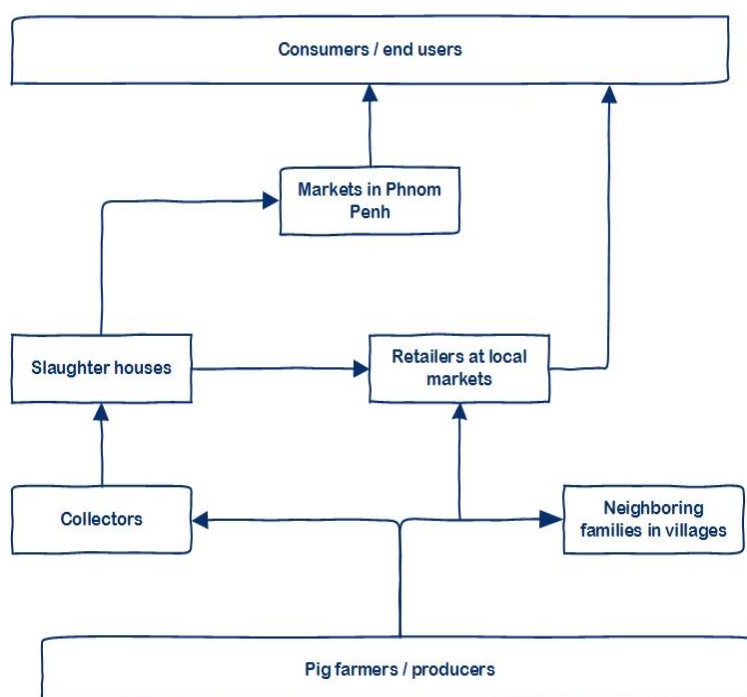 Consumers / end users
Markets in Phnom
Penh
Slaughter houses
Retailers at local
markets
Collectors
Neighboring
families in villages
Pig farmers / producers